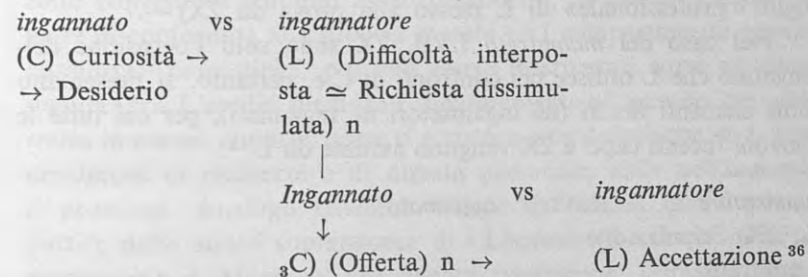 ingannato vs ingannatore
(C) Curiosità → (L) (Difficoltà interpo-
→ Desiderio sta ≃ Richiesta dissimu-
lata) n
Ingannato vs ingannatore
₃C) (Offerta) n → (L) Accettazione ³⁶